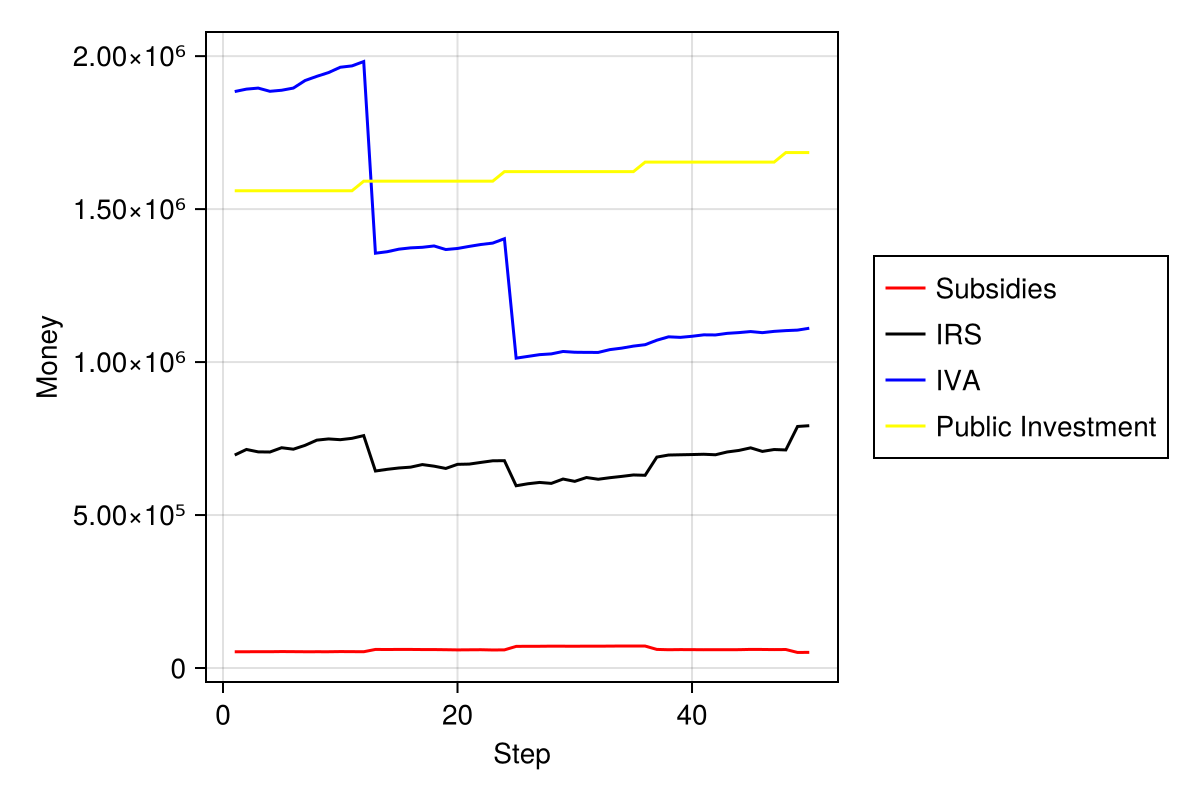 2.00×10⁶
1.50×10⁶
1.00×10⁶
5.00×10⁵
0
Money
0 20 40
Step
Subsidies
IRS
IVA
Public Investment